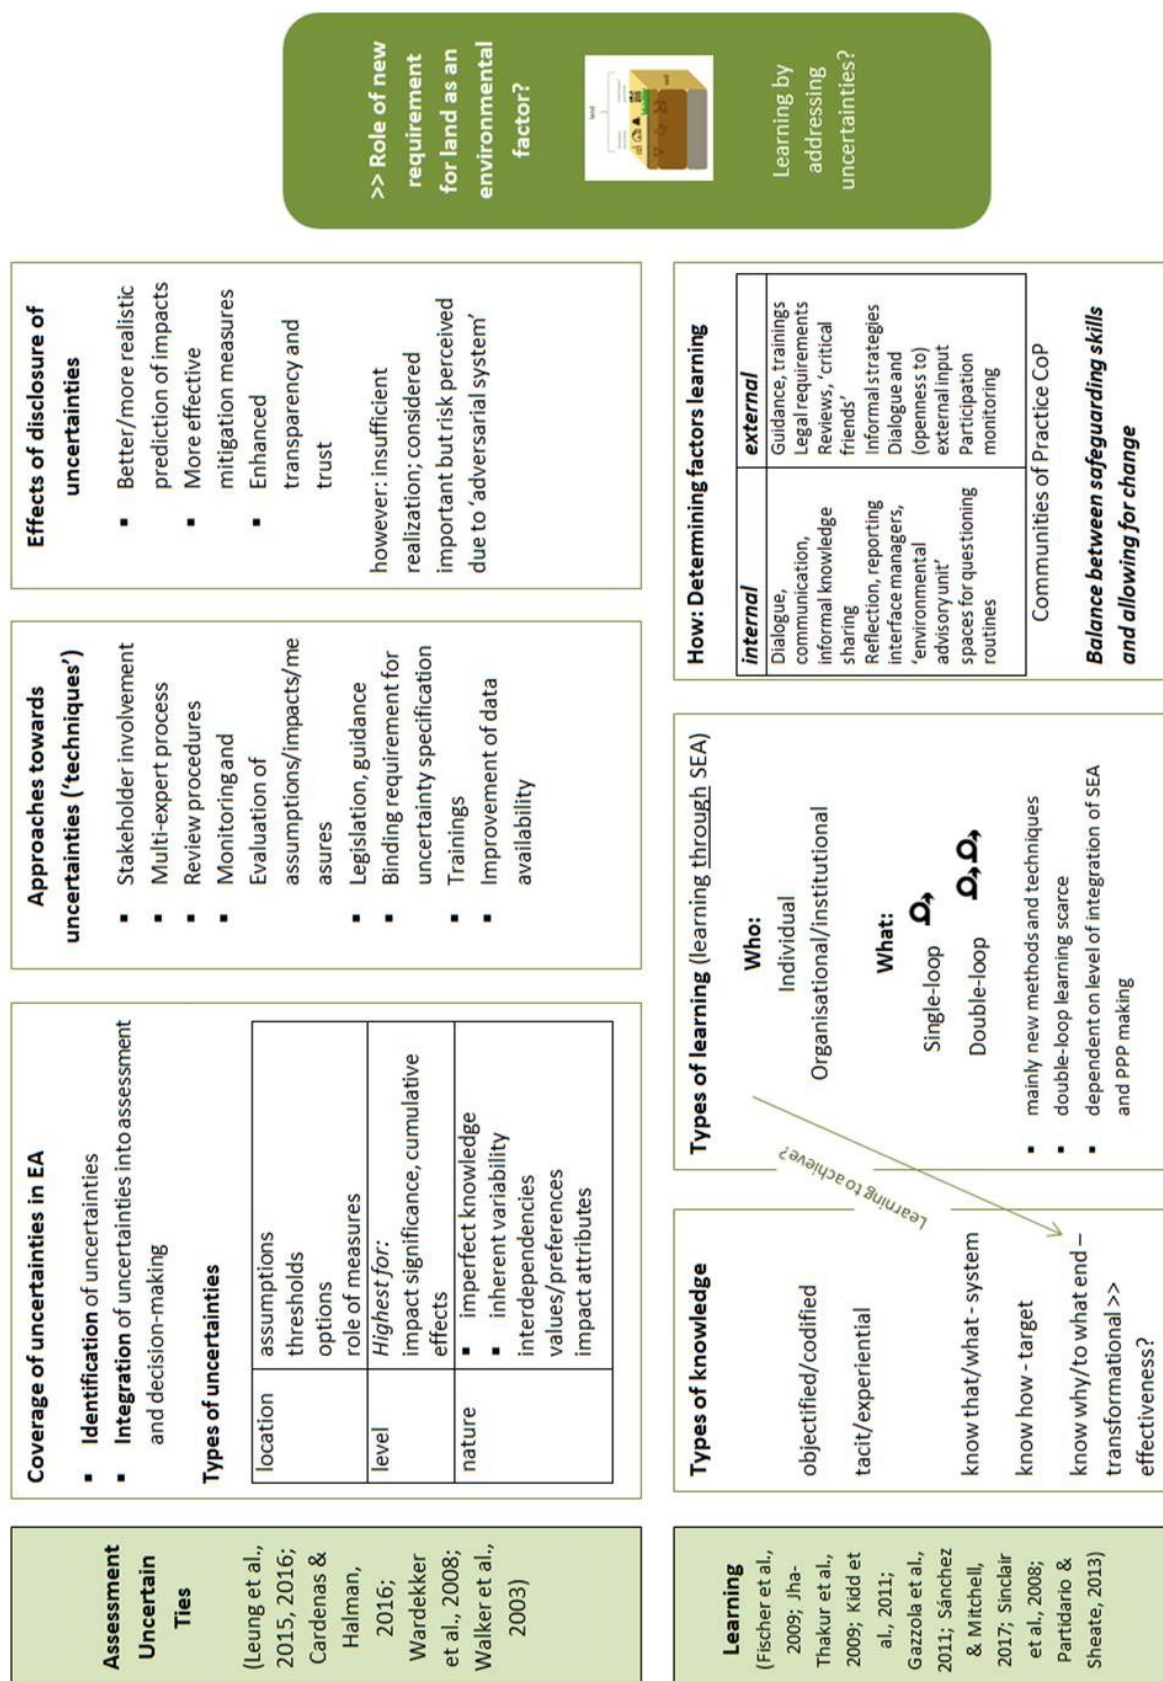 Assessment
Uncertain
Ties
(Leung et al.,
2015, 2016;
Cardenas &
Halman,
2016;
Wardekker
et al., 2008;
Walker et al.,
2003)
Coverage of uncertainties in EA
▪ Identification of uncertainties
▪ Integration of uncertainties into assessment
and decision-making
Types of uncertainties
location
assumptions
thresholds
options
role of measures
level
Highest for:
impact significance, cumulative
effects
nature
▪ imperfect knowledge
▪ inherent variability
interdependencies
values/preferences
impact attributes
Approaches towards
uncertainties ('techniques')
▪ Stakeholder involvement
▪ Multi-expert process
▪ Review procedures
▪ Monitoring and
Evaluation of
assumptions/impacts/me
asures
▪ Legislation, guidance
▪ Binding requirement for
uncertainty specification
▪ Trainings
▪ Improvement of data
availability
Effects of disclosure of
uncertainties
▪ Better/more realistic
prediction of impacts
▪ More effective
mitigation measures
▪ Enhanced
transparency and
trust
however: insufficient
realization; considered
important but risk perceived
due to 'adversarial system'
>> Role of new
requirement
for land as an
environmental
factor?
land
Learning by
addressing
uncertainties?
Learning
(Fischer et al.,
2009; Jha-
Thakur et al.,
2009; Kidd et
al., 2011;
Gazzola et al.,
2011; Sánchez
& Mitchell,
2017; Sinclair
et al., 2008;
Partidario &
Sheate, 2013)
Types of knowledge
objectified/codified
tacit/experiential
know that/what - system
know how - target
know why/to what end –
transformational >>
effectiveness?
Learning to achieve?
Types of learning (learning through SEA)
Who:
Individual
Organisational/institutional
What:
Single-loop
Double-loop
▪ mainly new methods and techniques
▪ double-loop learning scarce
▪ dependent on level of integration of SEA
and PPP making
How: Determining factors learning
internal
Dialogue,
communication,
informal knowledge
sharing
Reflection, reporting
interface managers,
'environmental
advisory unit'
spaces for questioning
routines
external
Guidance, trainings
Legal requirements
Reviews, 'critical
friends'
Informal strategies
Dialogue and
(openness to)
external input
Participation
monitoring
Communities of Practice CoP
Balance between safeguarding skills
and allowing for change